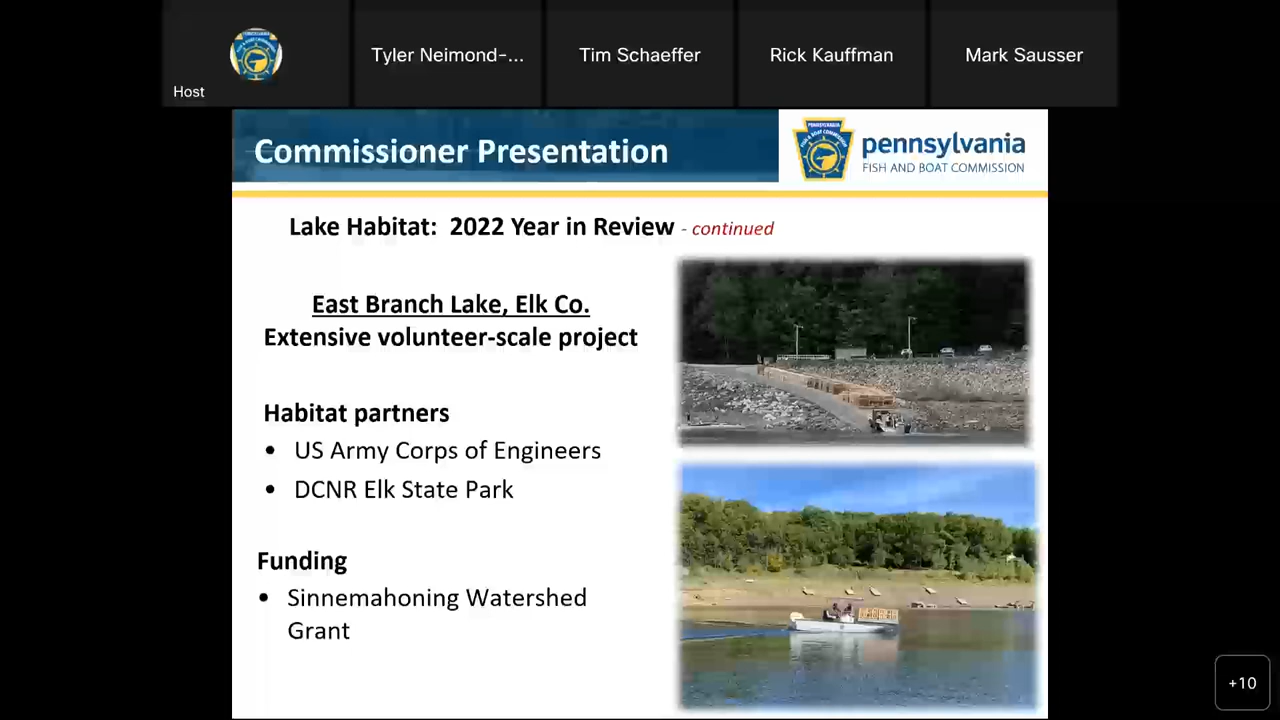 Host
Tyler Neimond-...
Tim Schaeffer
Rick Kauffman
Mark Sausser
Commissioner Presentation
pennsylvania
FISH AND BOAT COMMISSION
Lake Habitat: 2022 Year in Review - continued
East Branch Lake, Elk Co.
Extensive volunteer-scale project
Habitat partners
• US Army Corps of Engineers
• DCNR Elk State Park
Funding
• Sinnemahoning Watershed
Grant
+10